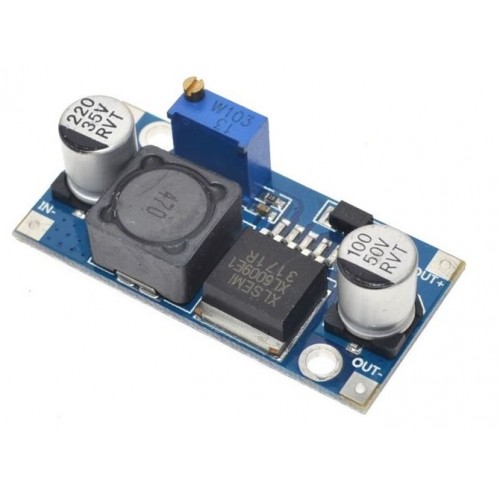 220
35V
RVT
W103
13
470
IN-
XLSEMI
XL6009E1
3171R
100
50V
RVT
OUT+
OUT-